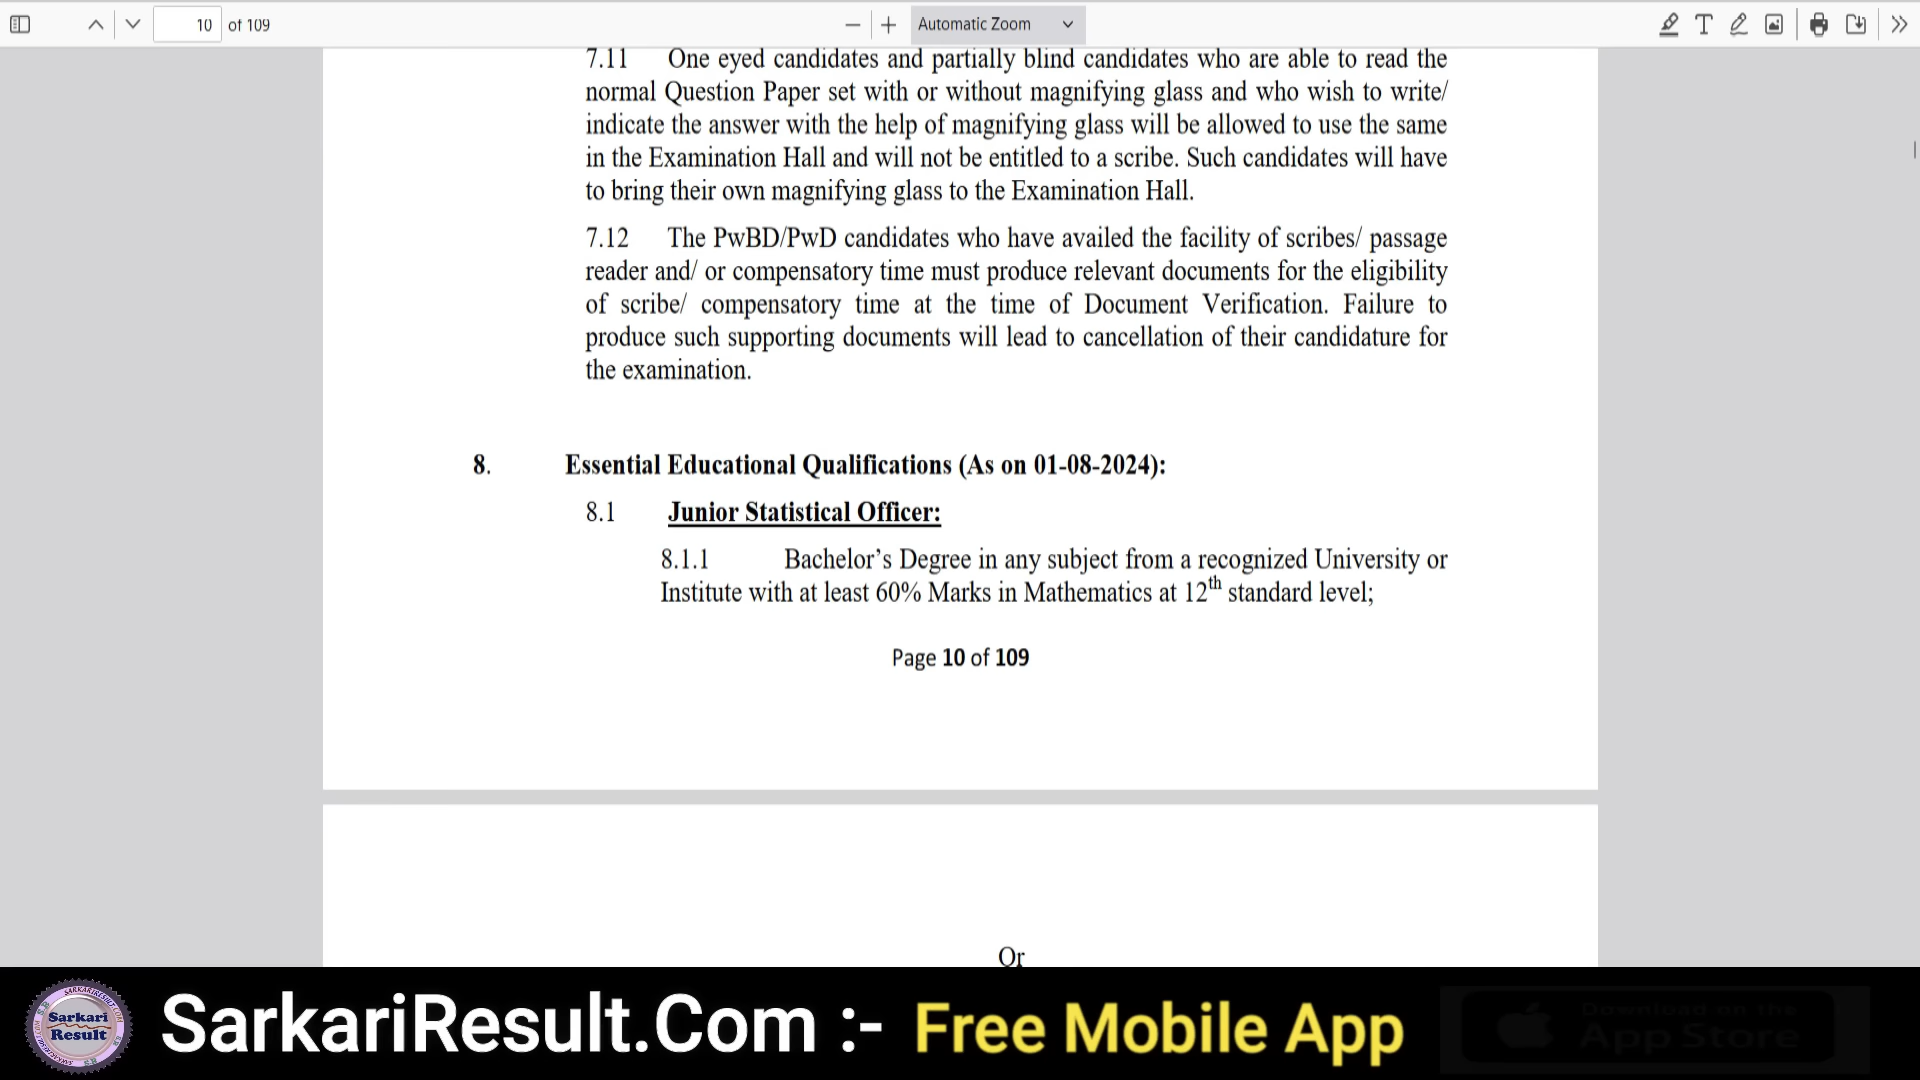 10 of 109
Automatic Zoom
7.11 One eyed candidates and partially blind candidates who are able to read the
normal Question Paper set with or without magnifying glass and who wish to write/
indicate the answer with the help of magnifying glass will be allowed to use the same
in the Examination Hall and will not be entitled to a scribe. Such candidates will have
to bring their own magnifying glass to the Examination Hall.
7.12 The PwBD/PwD candidates who have availed the facility of scribes/ passage
reader and/ or compensatory time must produce relevant documents for the eligibility
of scribe/ compensatory time at the time of Document Verification. Failure to
produce such supporting documents will lead to cancellation of their candidature for
the examination.
8. Essential Educational Qualifications (As on 01-08-2024):
8.1 Junior Statistical Officer:
8.1.1 Bachelor’s Degree in any subject from a recognized University or
Institute with at least 60% Marks in Mathematics at 12th standard level;
Page 10 of 109
Or
Sarkari
Result
SarkariResult.Com :- Free Mobile App
Download on the
App Store